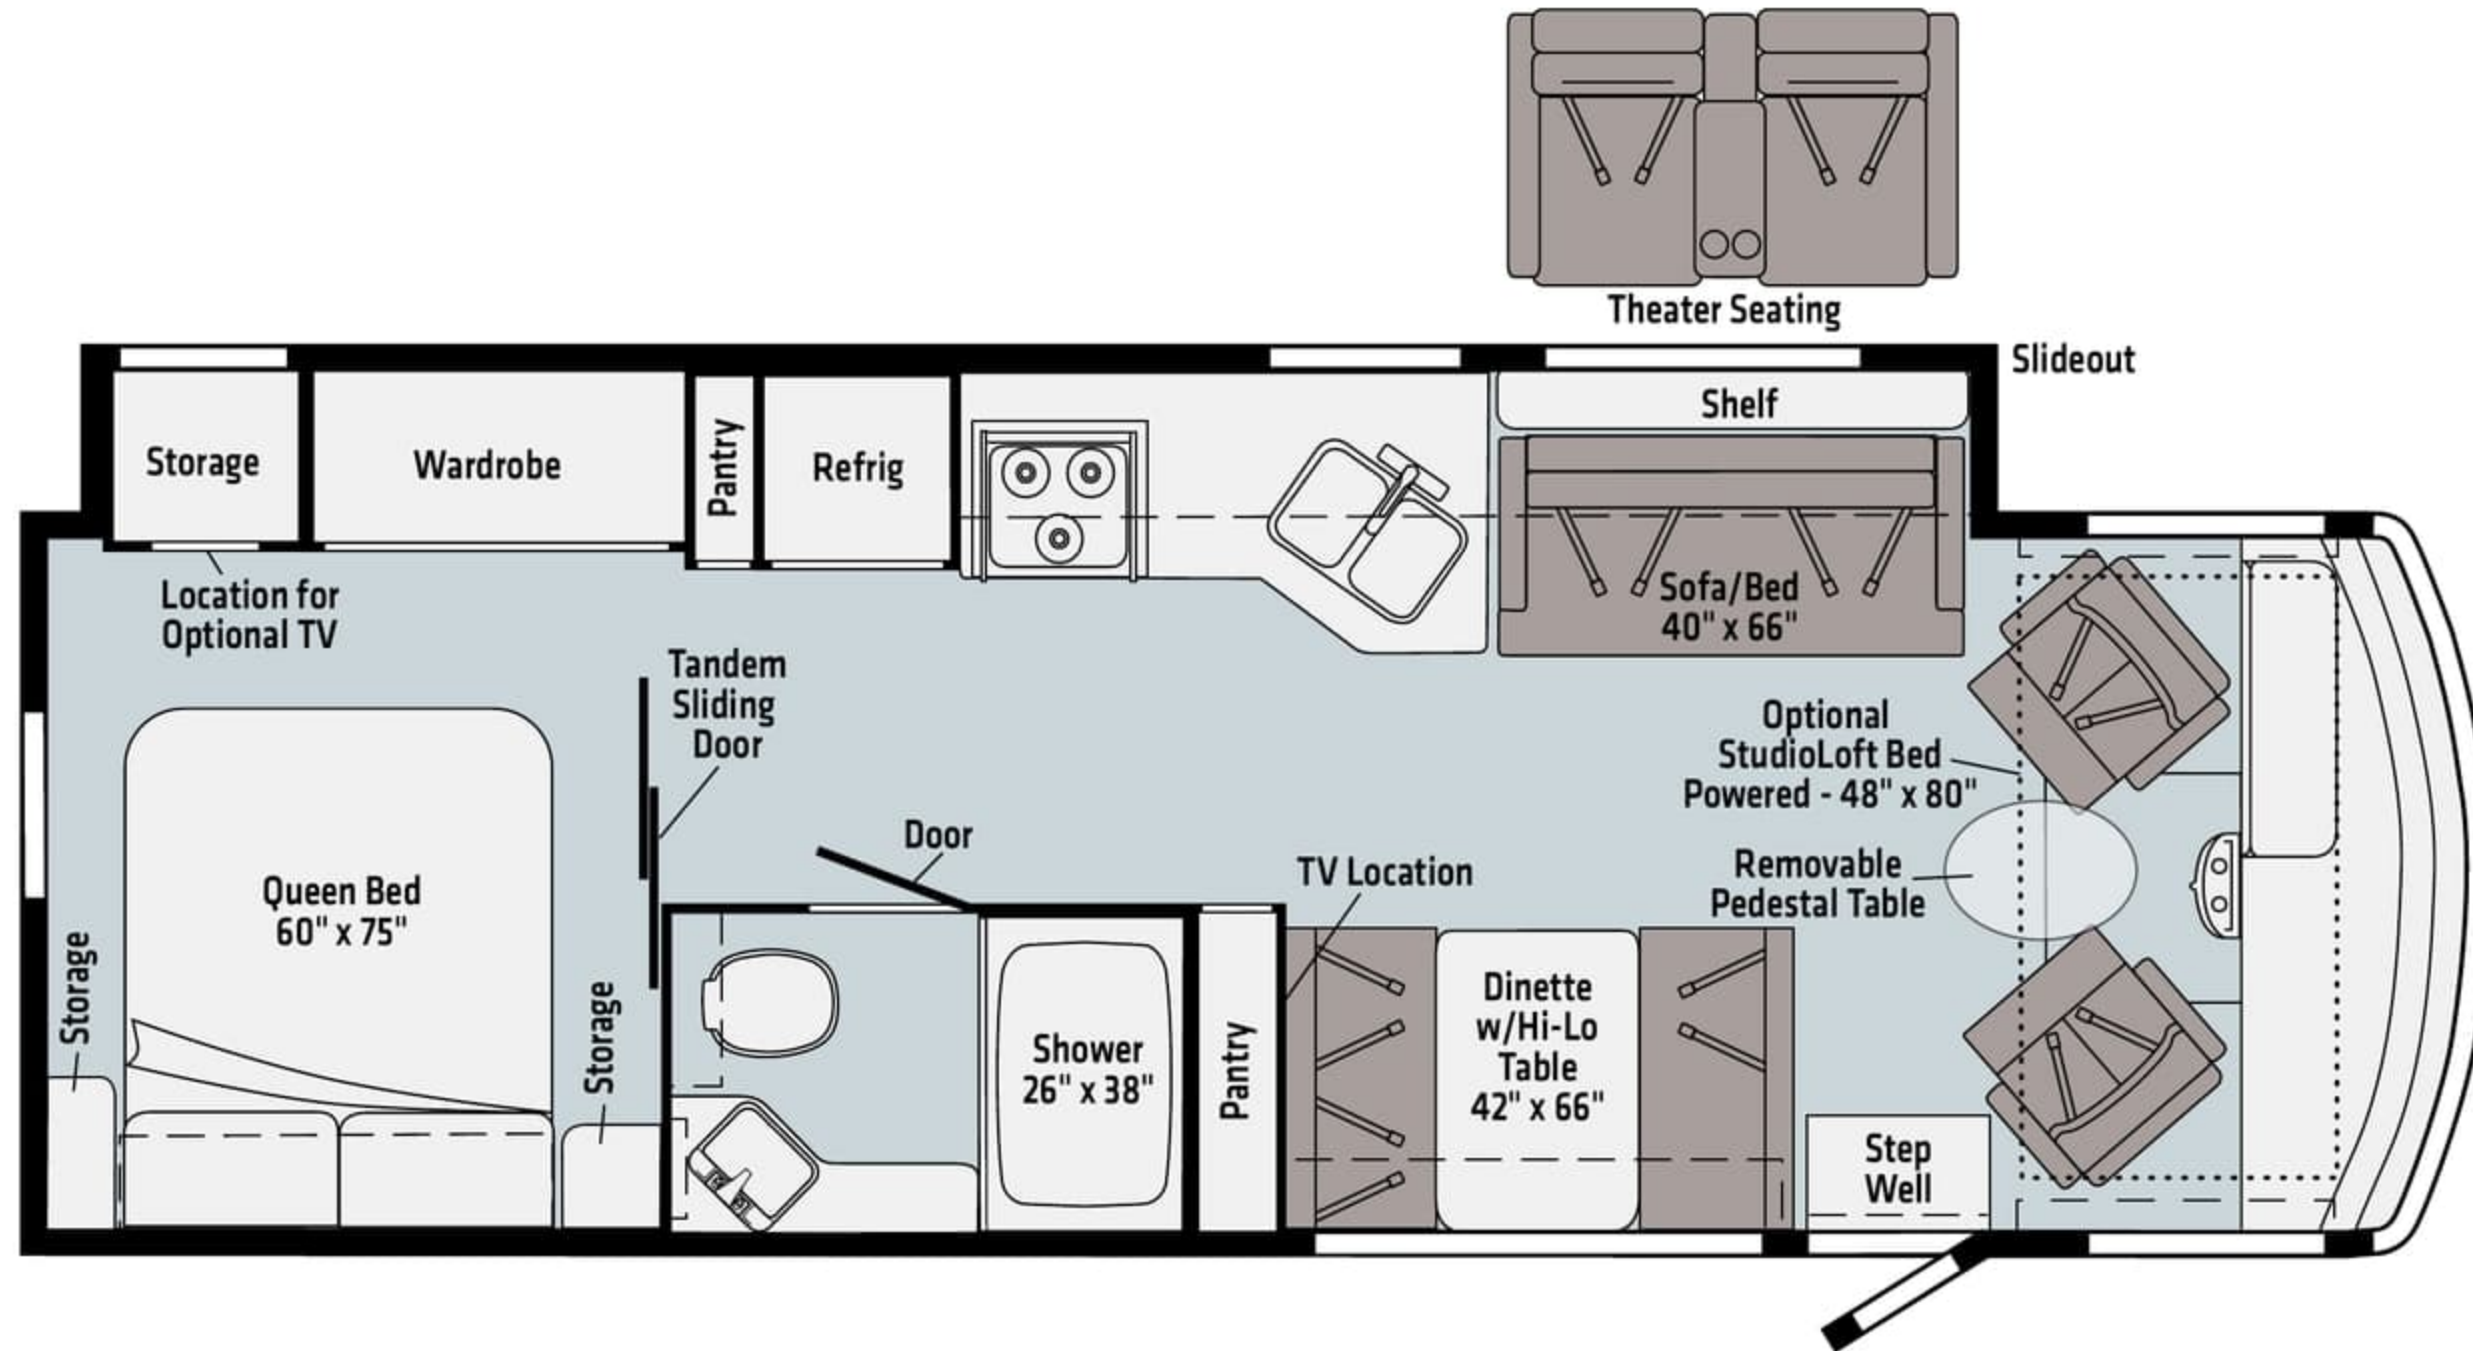 Theater Seating
Slideout
Shelf
Storage
Wardrobe
Pantry
Refrig
Location for
Optional TV
Sofa/Bed
40" x 66"
Tandem
Sliding
Door
Optional
StudioLoft Bed
Powered - 48" x 80"
Door
TV Location
Removable
Pedestal Table
Queen Bed
60" x 75"
Storage
Storage
Shower
26" x 38"
Pantry
Dinette
w/Hi-Lo
Table
42" x 66"
Step
Well